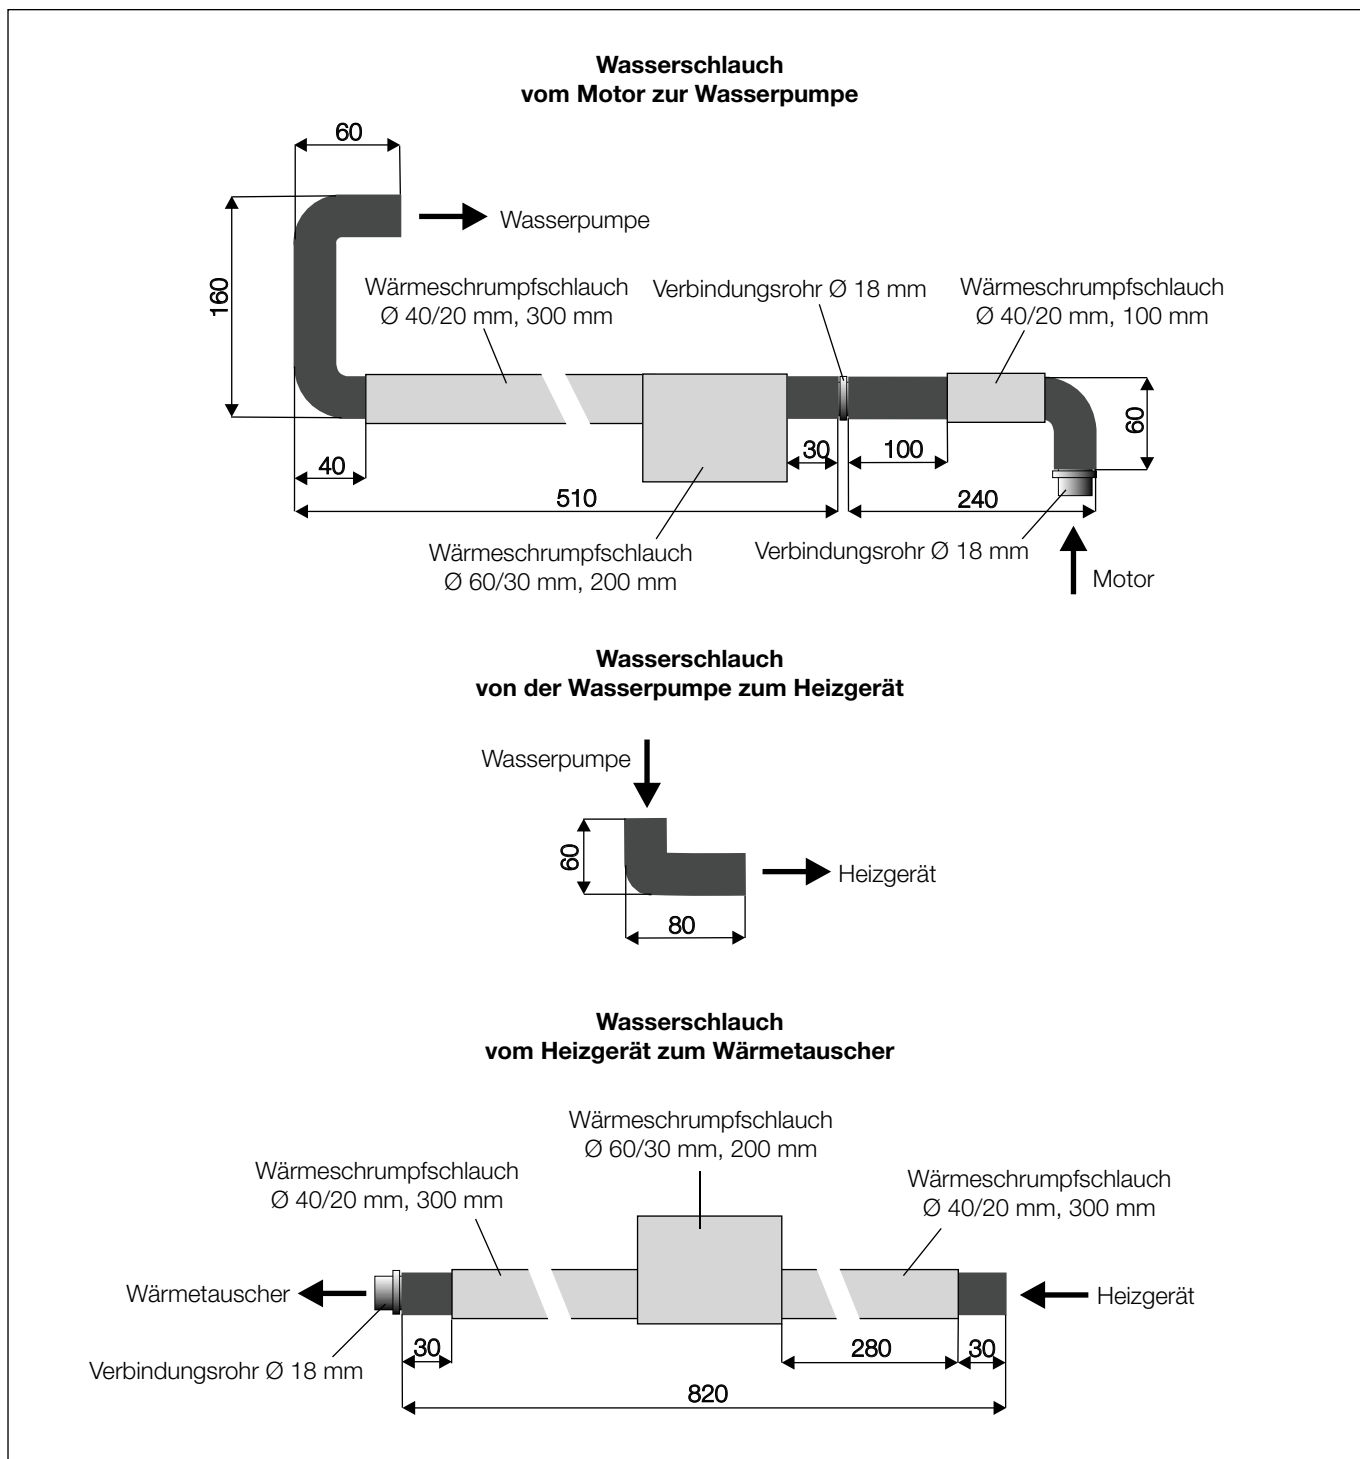 Wasserschlauch
vom Motor zur Wasserpumpe
60
Wasserpumpe
160
Wärmeschrumpfschlauch
Ø 40/20 mm, 300 mm
Verbindungsrohr Ø 18 mm
Wärmeschrumpfschlauch
Ø 40/20 mm, 100 mm
60
40
30
100
510
240
Wärmeschrumpfschlauch
Ø 60/30 mm, 200 mm
Verbindungsrohr Ø 18 mm
Motor
Wasserschlauch
von der Wasserpumpe zum Heizgerät
Wasserpumpe
60
Heizgerät
80
Wasserschlauch
vom Heizgerät zum Wärmetauscher
Wärmeschrumpfschlauch
Ø 60/30 mm, 200 mm
Wärmeschrumpfschlauch
Ø 40/20 mm, 300 mm
Wärmeschrumpfschlauch
Ø 40/20 mm, 300 mm
Wärmetauscher
Heizgerät
30
280
30
Verbindungsrohr Ø 18 mm
820